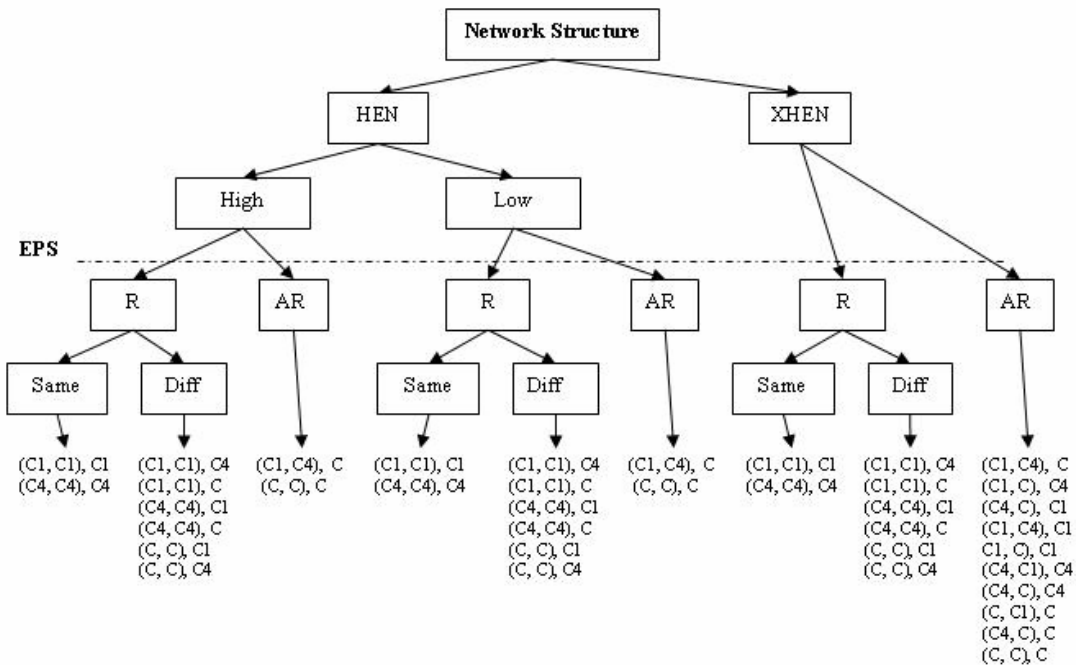 Network Structure
HEN
XHEN
High
Low
EPS
R
AR
R
AR
R
AR
Same
Diff
Same
Diff
Same
Diff
(C1, C1), C1
(C4, C4), C4
(C1, C1), C4
(C1, C1), C
(C4, C4), C1
(C4, C4), C
(C, C), C1
(C, C), C4
(C1, C4), C
(C, C), C
(C1, C1), C1
(C4, C4), C4
(C1, C1), C4
(C1, C1), C
(C4, C4), C1
(C4, C4), C
(C, C), C1
(C, C), C4
(C1, C4), C
(C, C), C
(C1, C1), C1
(C4, C4), C4
(C1, C1), C4
(C1, C1), C
(C4, C4), C1
(C4, C4), C
(C, C), C1
(C, C), C4
(C1, C4), C
(C1, C), C4
(C4, C), C1
(C1, C4), C1
C1, C), C1
(C4, C1), C4
(C4, C), C4
(C, C1), C
(C4, C), C
(C, C), C